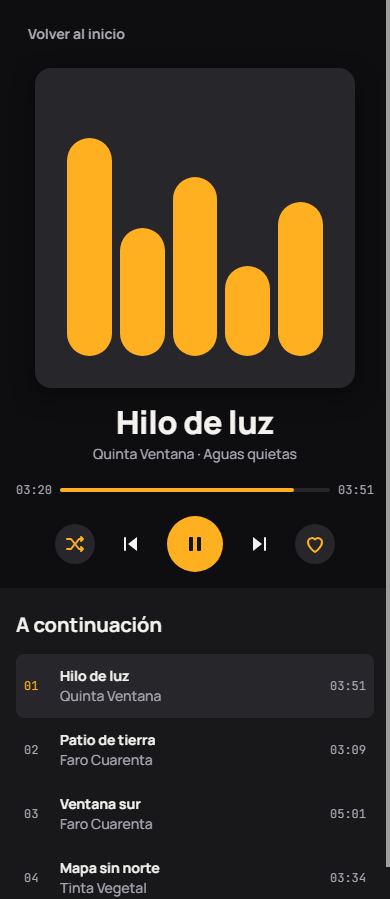 Volver al inicio
Hilo de luz
Quinta Ventana · Aguas quietas
03:20 03:51
A continuación
01 Hilo de luz 03:51
Quinta Ventana
02 Patio de tierra 03:09
Faro Cuarenta
03 Ventana sur 05:01
Faro Cuarenta
04 Mapa sin norte 03:34
Tinta Vegetal